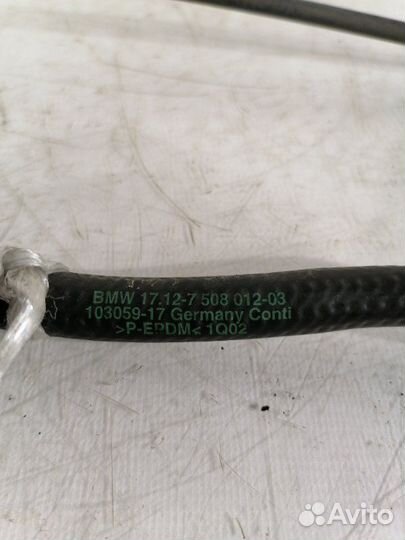 BMW 17.12-7 508 012-03
103059-17 Germany Conti
>P-EPDM< 1Q02
Avito